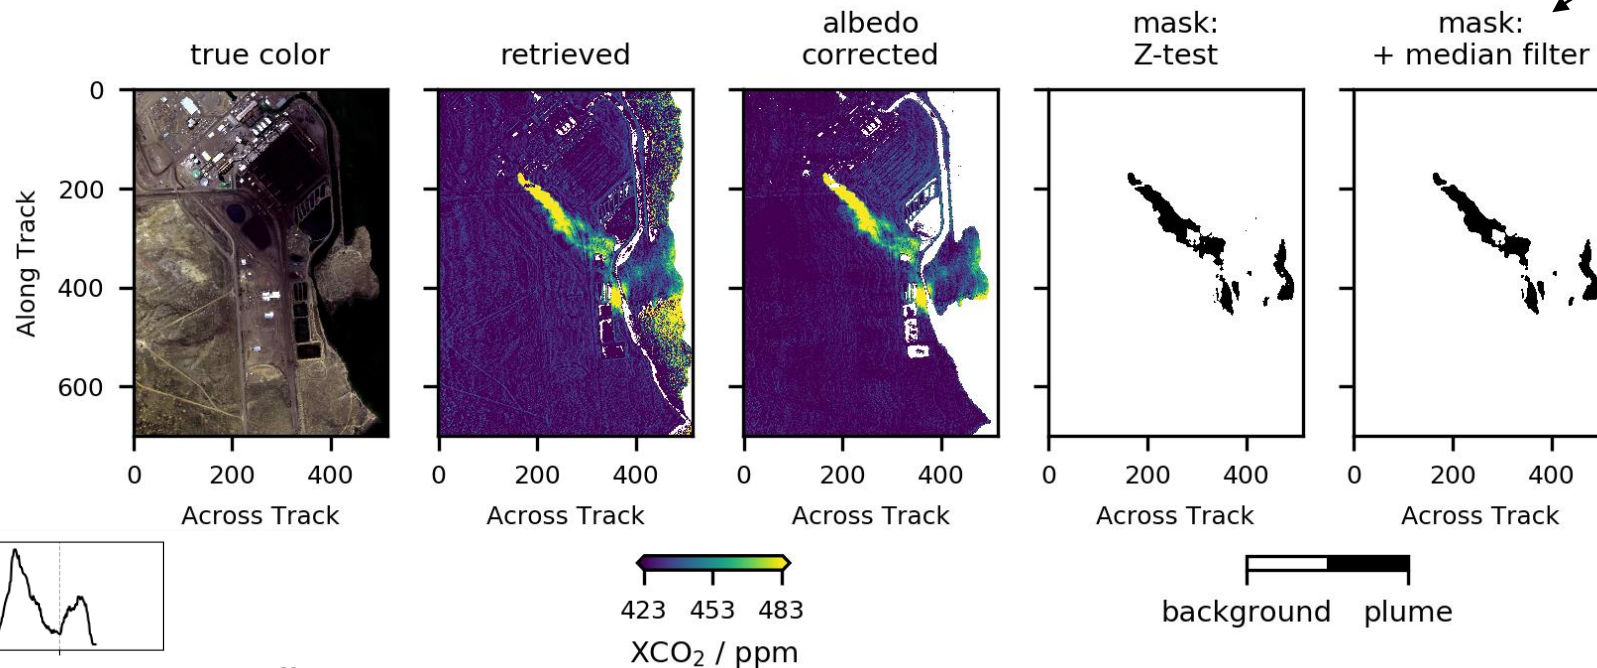 true color
retrieved
albedo
corrected
mask:
Z-test
mask:
+ median filter
Along Track
0
200
400
600
0 200 400
0 200 400
0 200 400
0 200 400
0 200 400
Across Track
Across Track
Across Track
Across Track
Across Track
423 453 483
XCO₂ / ppm
background plume